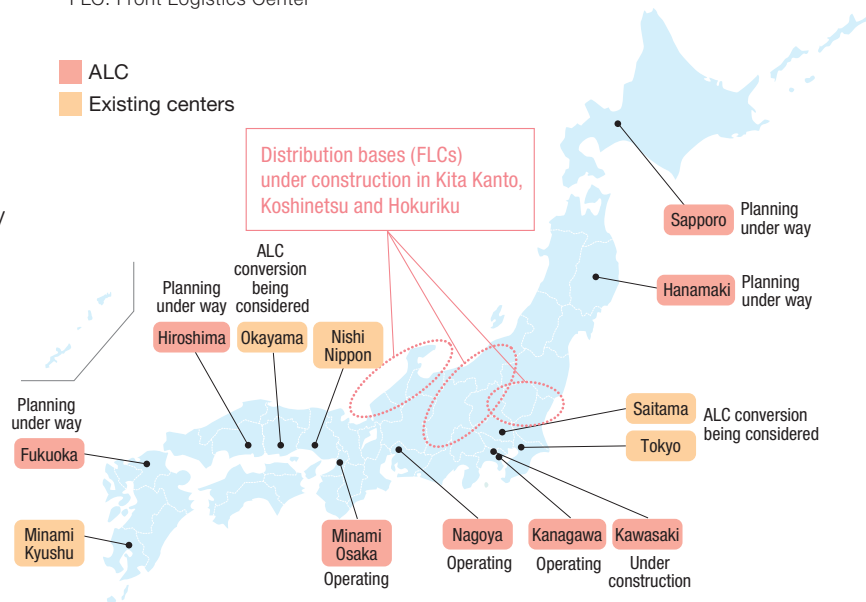 FLC: Front Logistics Center
ALC
Existing centers
Distribution bases (FLCs)
under construction in Kita Kanto,
Koshinetsu and Hokuriku
y
Sapporo
Planning
under way
Hanamaki
Planning
under way
ALC
conversion
being
considered
Planning
under way
Hiroshima
Okayama
Nishi
Nippon
Planning
under way
Fukuoka
Saitama
Tokyo
ALC conversion
being considered
Minami
Kyushu
Minami
Osaka
Operating
Nagoya
Operating
Kanagawa
Operating
Kawasaki
Under
construction